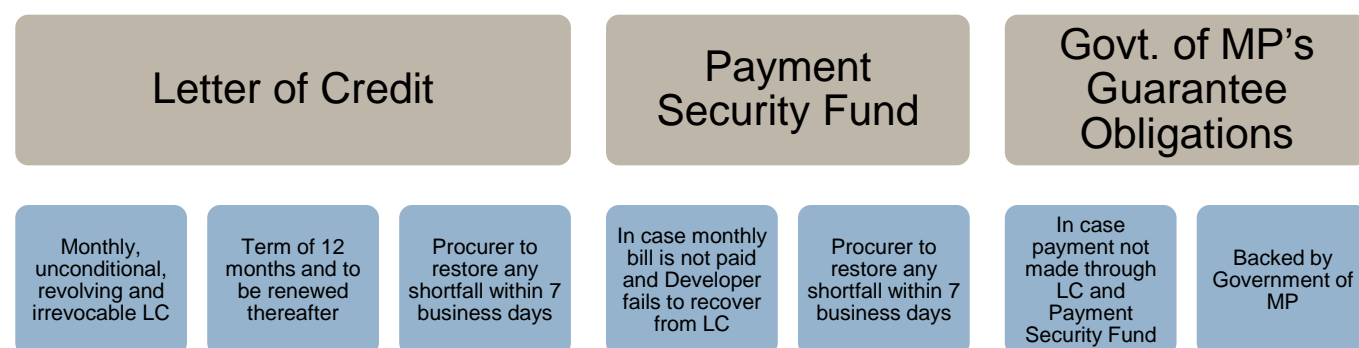 Letter of Credit
Payment
Security Fund
Govt. of MP’s
Guarantee
Obligations
Monthly,
unconditional,
revolving and
irrevocable LC
Term of 12
months and to
be renewed
thereafter
Procurer to
restore any
shortfall within 7
business days
In case monthly
bill is not paid
and Developer
fails to recover
from LC
Procurer to
restore any
shortfall within 7
business days
In case
payment not
made through
LC and
Payment
Security Fund
Backed by
Government of
MP